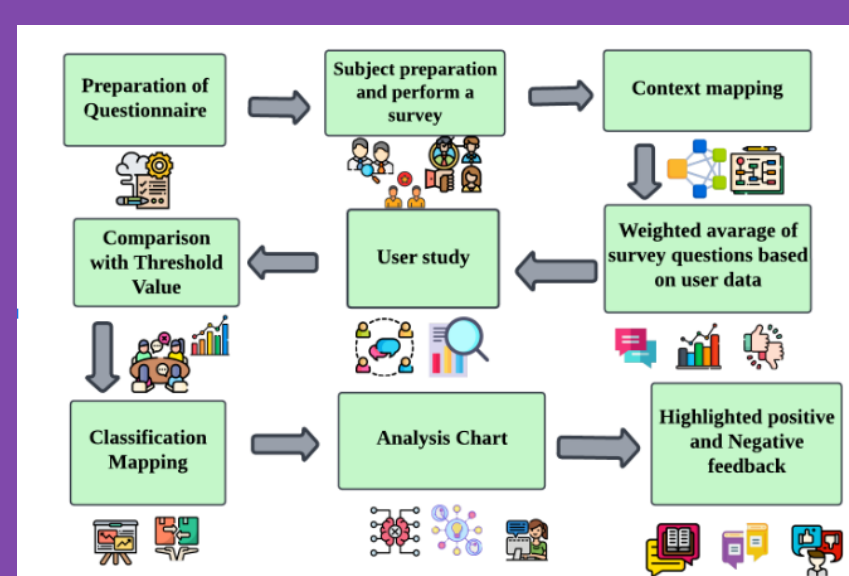 Preparation of
Questionnaire
Subject preparation
and perform a
survey
Context mapping
Weighted avarage of
survey questions based
on user data
User study
Comparison
with Threshold
Value
Classification
Mapping
Analysis Chart
Highlighted positive
and Negative
feedback